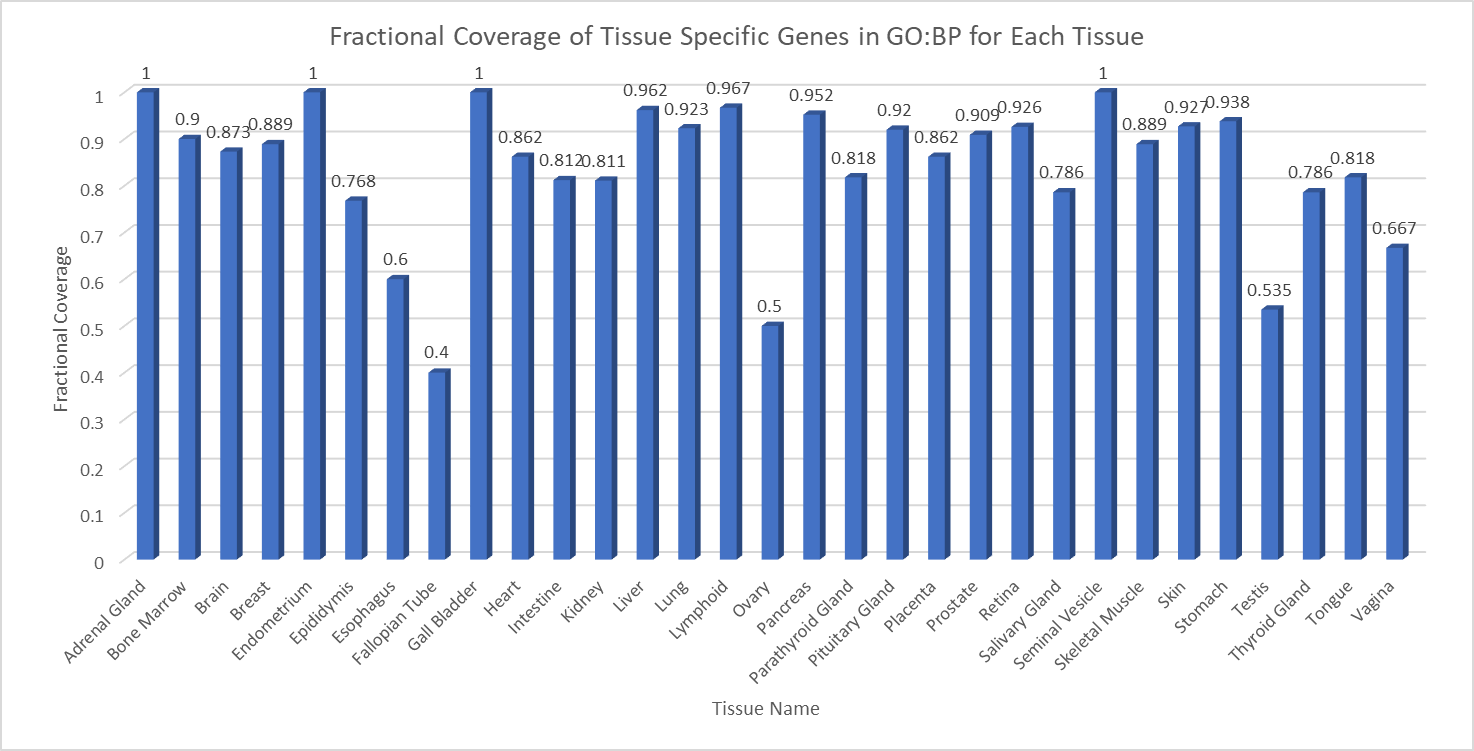 Fractional Coverage of Tissue Specific Genes in GO:BP for Each Tissue
Fractional Coverage
1
0.9
0.8
0.7
0.6
0.5
0.4
0.3
0.2
0.1
0
1
0.9
0.873
0.889
1
0.768
0.6
0.4
1
0.862
0.812
0.811
0.962
0.923
0.967
0.5
0.952
0.818
0.92
0.862
0.909
0.926
0.786
1
0.889
0.927
0.938
0.535
0.786
0.818
0.667
Adrenal Gland
Bone Marrow
Brain
Breast
Endometrium
Epididymis
Esophagus
Fallopian Tube
Gall Bladder
Heart
Intestine
Kidney
Liver
Lung
Lymphoid
Ovary
Pancreas
Parathyroid Gland
Pituitary Gland
Placenta
Prostate
Retina
Salivary Gland
Seminal Vesicle
Skeletal Muscle
Skin
Stomach
Testis
Thyroid Gland
Tongue
Vagina
Tissue Name